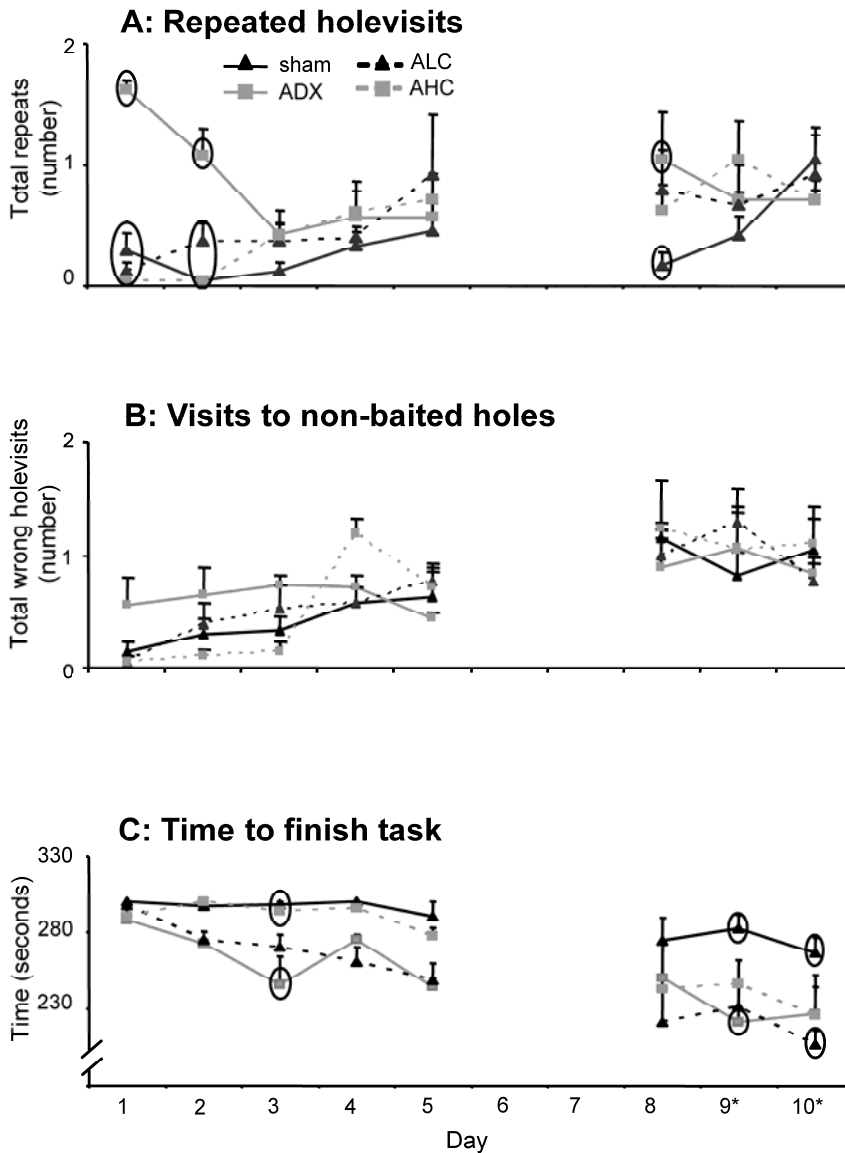 A: Repeated holevisits
2
1
0
Total repeats
(number)
sham
ALC
ADX
AHC
B: Visits to non-baited holes
2
1
0
Total wrong holevisits
(number)
C: Time to finish task
330
280
230
Time (seconds)
1 2 3 4 5 6 7 8 9* 10*
Day